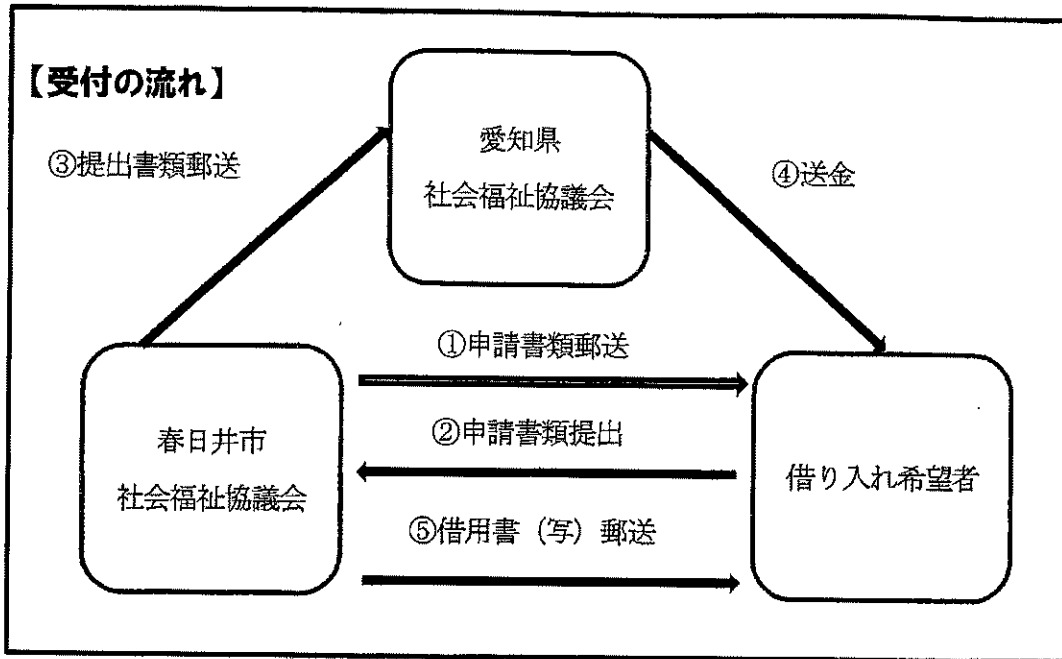 【受付の流れ】
愛知県
社会福祉協議会
③提出書類郵送
④送金
①申請書類郵送
春日井市
社会福祉協議会
②申請書類提出
借り入れ希望者
⑤借用書（写）郵送